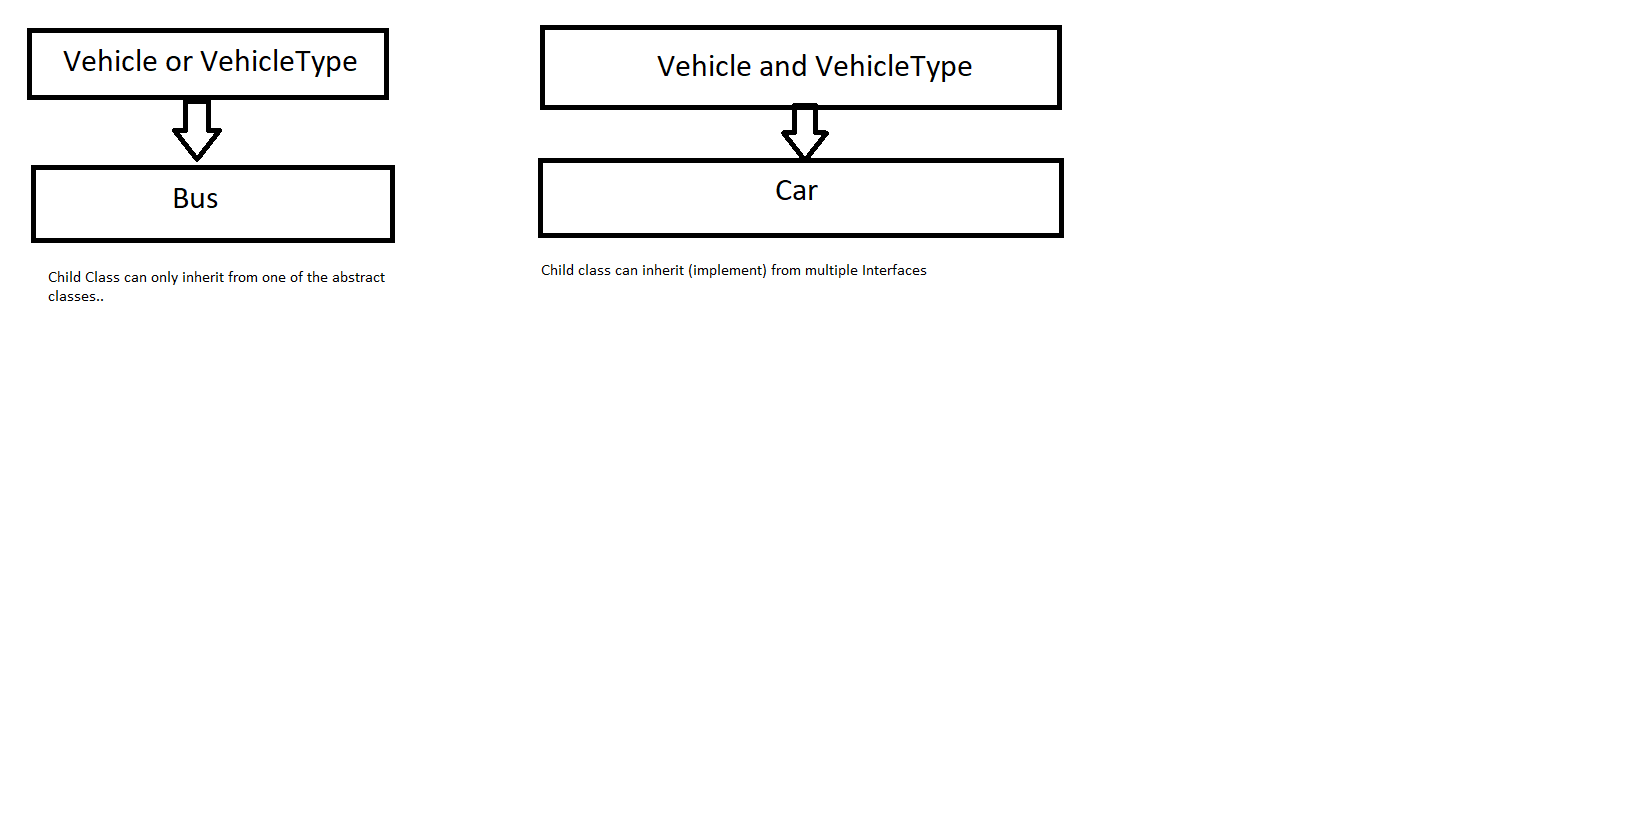 Vehicle or VehicleType
Bus
Child Class can only inherit from one of the abstract
classes..
Vehicle and VehicleType
Car
Child class can inherit (implement) from multiple Interfaces